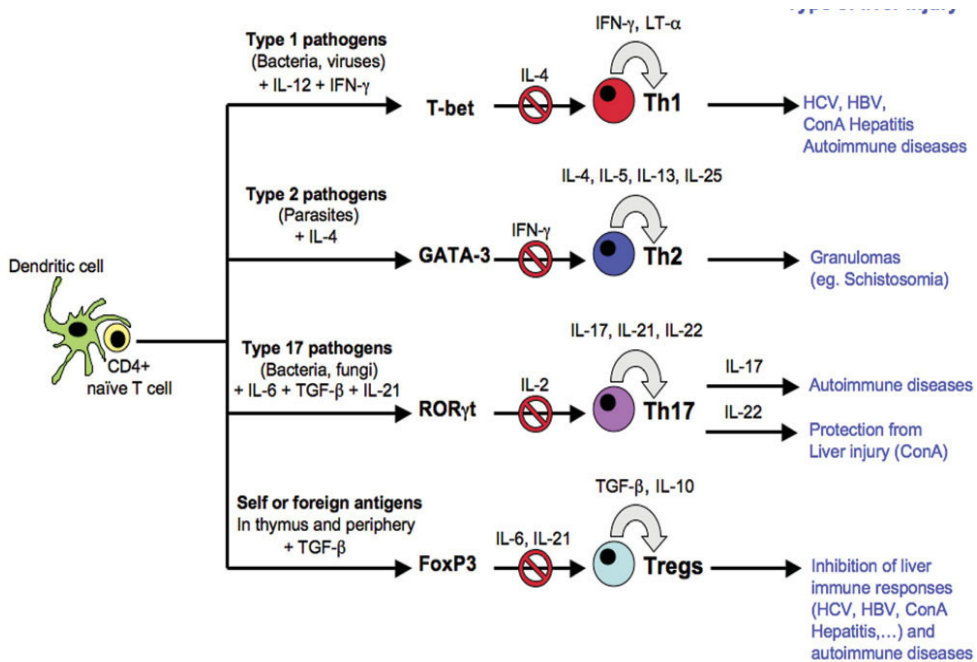 IFN-γ, LT-α
Type 1 pathogens
(Bacteria, viruses)
+ IL-12 + IFN-γ
IL-4
T-bet
Th1
HCV, HBV,
ConA Hepatitis
Autoimmune diseases
IL-4, IL-5, IL-13, IL-25
Type 2 pathogens
(Parasites)
+ IL-4
IFN-γ
GATA-3
Th2
Granulomas
(eg. Schistosomia)
Dendritic cell
CD4+
naïve T cell
IL-17, IL-21, IL-22
Type 17 pathogens
(Bacteria, fungi)
+ IL-6 + TGF-β + IL-21
IL-2
RORγt
Th17
IL-17
Autoimmune diseases
IL-22
Protection from
Liver injury (ConA)
TGF-β, IL-10
Self or foreign antigens
In thymus and periphery
+ TGF-β
IL-6, IL-21
FoxP3
Tregs
Inhibition of liver
immune responses
(HCV, HBV, ConA
Hepatitis,...) and
autoimmune diseases